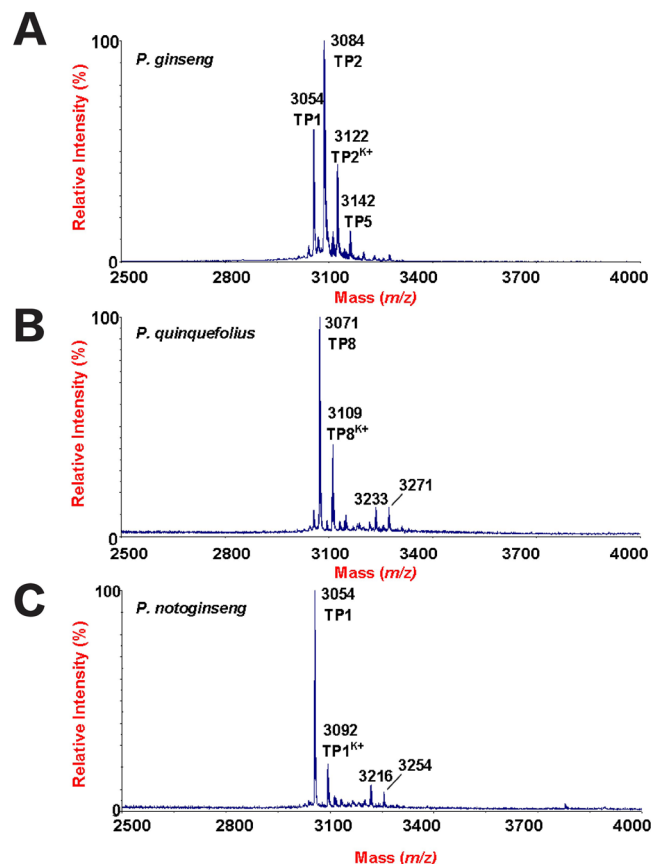 A
P. ginseng
Relative Intensity (%)
100
0
3084
TP2
3054
TP1
3122
TP2K+
3142
TP5
2500 2800 3100 3400 3700 4000
Mass (m/z)
B
P. quinquefolius
Relative Intensity (%)
100
0
3071
TP8
3109
TP8K+
3233 3271
2500 2800 3100 3400 3700 4000
Mass (m/z)
C
P. notoginseng
Relative Intensity (%)
100
0
3054
TP1
3092
TP1K+
3216 3254
2500 2800 3100 3400 3700 4000
Mass (m/z)